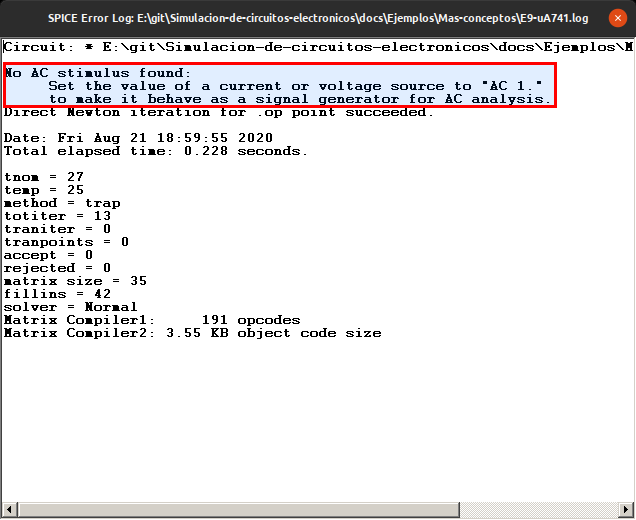 SPICE Error Log: E:\git\Simulacion-de-circuitos-electronicos\docs\Ejemplos\Mas-conceptos\E9-uA741.log
Circuit: * E:\git\Simulacion-de-circuitos-electronicos\docs\Ejemplos\M
No AC stimulus found:
Set the value of a current or voltage source to "AC 1."
to make it behave as a signal generator for AC analysis.
Direct Newton iteration for .op point succeeded.
Date: Fri Aug 21 18:59:55 2020
Total elapsed time: 0.228 seconds.
tnom = 27
temp = 25
method = trap
totiter = 13
traniter = 0
tranpoints = 0
accept = 0
rejected = 0
matrix size = 35
fillins = 42
solver = Normal
Matrix Compiler1: 191 opcodes
Matrix Compiler2: 3.55 KB object code size